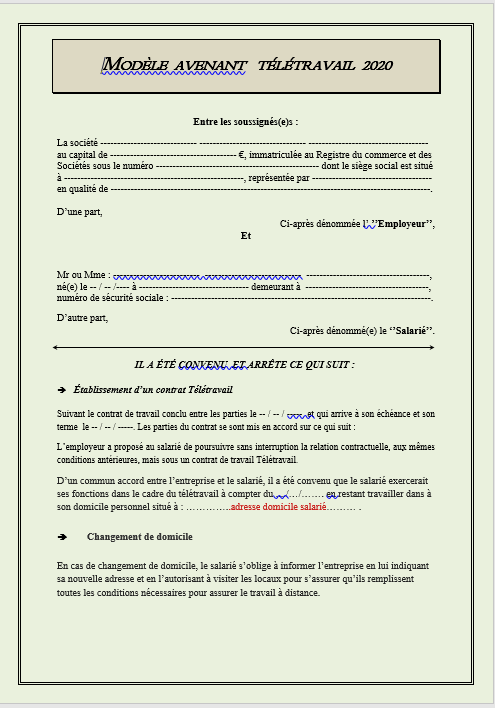 MODÈLE AVENANT TÉLÉTRAVAIL 2020
Entre les soussignés(e)s :
La société ---------------------------- -----------------------------------------------------------------
au capital de ------------------------------------- €, immatriculée au Registre du commerce et des
Sociétés sous le numéro ----------------------------------------------- dont le siège social est situé
à ----------------------------------------------------, représentée par -----------------------------------
en qualité de ---------------------------------------------------------------------------------------------.
D’une part,
Ci-après dénommée l’ ’’Employeur’’,
Et
Mr ou Mme : ------------------------- ---------------------------- ------------------------------------,
né(e) le -- / -- /---- à -------------------------------- demeurant à ------------------------------------,
numéro de sécurité sociale : ---------------------------------------------------------------------------.
D’autre part,
Ci-après dénommé(e) le ‘’Salarié’’.
IL A ÉTÉ CONVENU ET ARRÊTE CE QUI SUIT :
➔ Établissement d’un contrat Télétravail
Suivant le contrat de travail conclu entre les parties le -- / -- / ----- et qui arrive à son échéance et son
terme le -- / -- / -----. Les parties du contrat se sont mis en accord sur ce qui suit :
L’employeur a proposé au salarié de poursuivre sans interruption la relation contractuelle, aux mêmes
conditions antérieures, mais sous un contrat de travail Télétravail.
D’un commun accord entre l’entreprise et le salarié, il a été convenu que le salarié exercerait
ses fonctions dans le cadre du télétravail à compter du…/…/……. en restant travailler dans à
son domicile personnel situé à : …………..adresse domicile salarié……… .
➔ Changement de domicile
En cas de changement de domicile, le salarié s’oblige à informer l’entreprise en lui indiquant
sa nouvelle adresse et en l’autorisant à visiter les locaux pour s’assurer qu’ils remplissent
toutes les conditions nécessaires pour assurer le travail à distance.